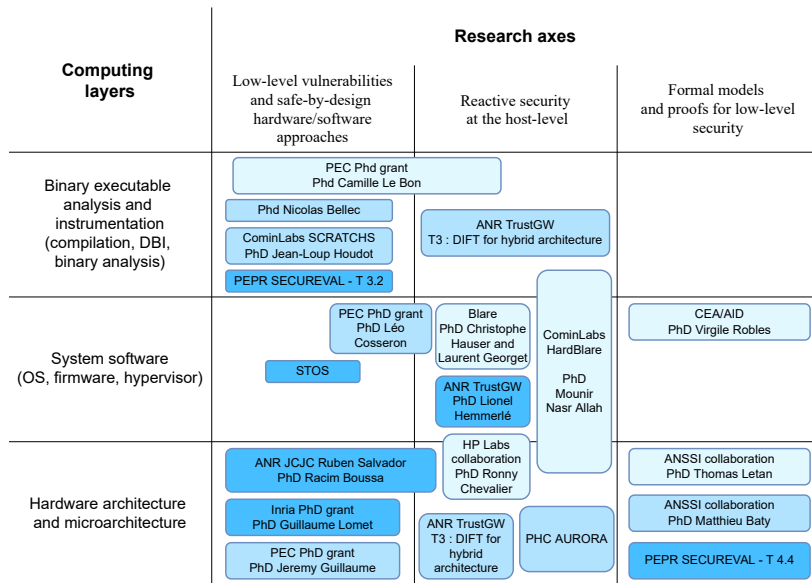 Research axes
Computing
layers
Low-level vulnerabilities
and safe-by-design
hardware/software
approaches
Reactive security
at the host-level
Formal models
and proofs for low-level
security
Binary executable
analysis and
instrumentation
(compilation, DBI,
binary analysis)
PEC Phd grant
Phd Camille Le Bon
Phd Nicolas Bellec
CominLabs SCRATCHS
PhD Jean-Loup Houdot
PEPR SECUREVAL - T 3.2
ANR TrustGW
T3 : DIFT for hybrid architecture
System software
(OS, firmware, hypervisor)
PEC PhD grant
PhD Léo
Cosseron
STOS
Blare
PhD Christophe
Hauser and
Laurent Georget
ANR TrustGW
PhD Lionel
Hemmerlé
CominLabs
HardBlare
PhD
Mounir
Nasr Allah
CEA/AID
PhD Virgile Robles
Hardware architecture
and microarchitecture
ANR JCJC Ruben Salvador
PhD Racim Boussa
Inria PhD grant
PhD Guillaume Lomet
PEC PhD grant
PhD Jeremy Guillaume
HP Labs
collaboration
PhD Ronny
Chevalier
ANR TrustGW
T3 : DIFT for
hybrid
architecture
PHC AURORA
ANSSI collaboration
PhD Thomas Letan
ANSSI collaboration
PhD Matthieu Baty
PEPR SECUREVAL - T 4.4